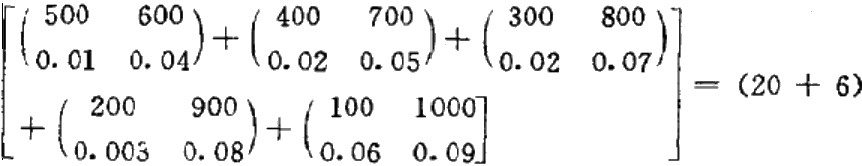 [(500 600
0.01 0.04) + (400 700
0.02 0.05) + (300 800
0.02 0.07)
+ (200 900
0.003 0.08) + (100 1000
0.06 0.09]] = (20 + 6)